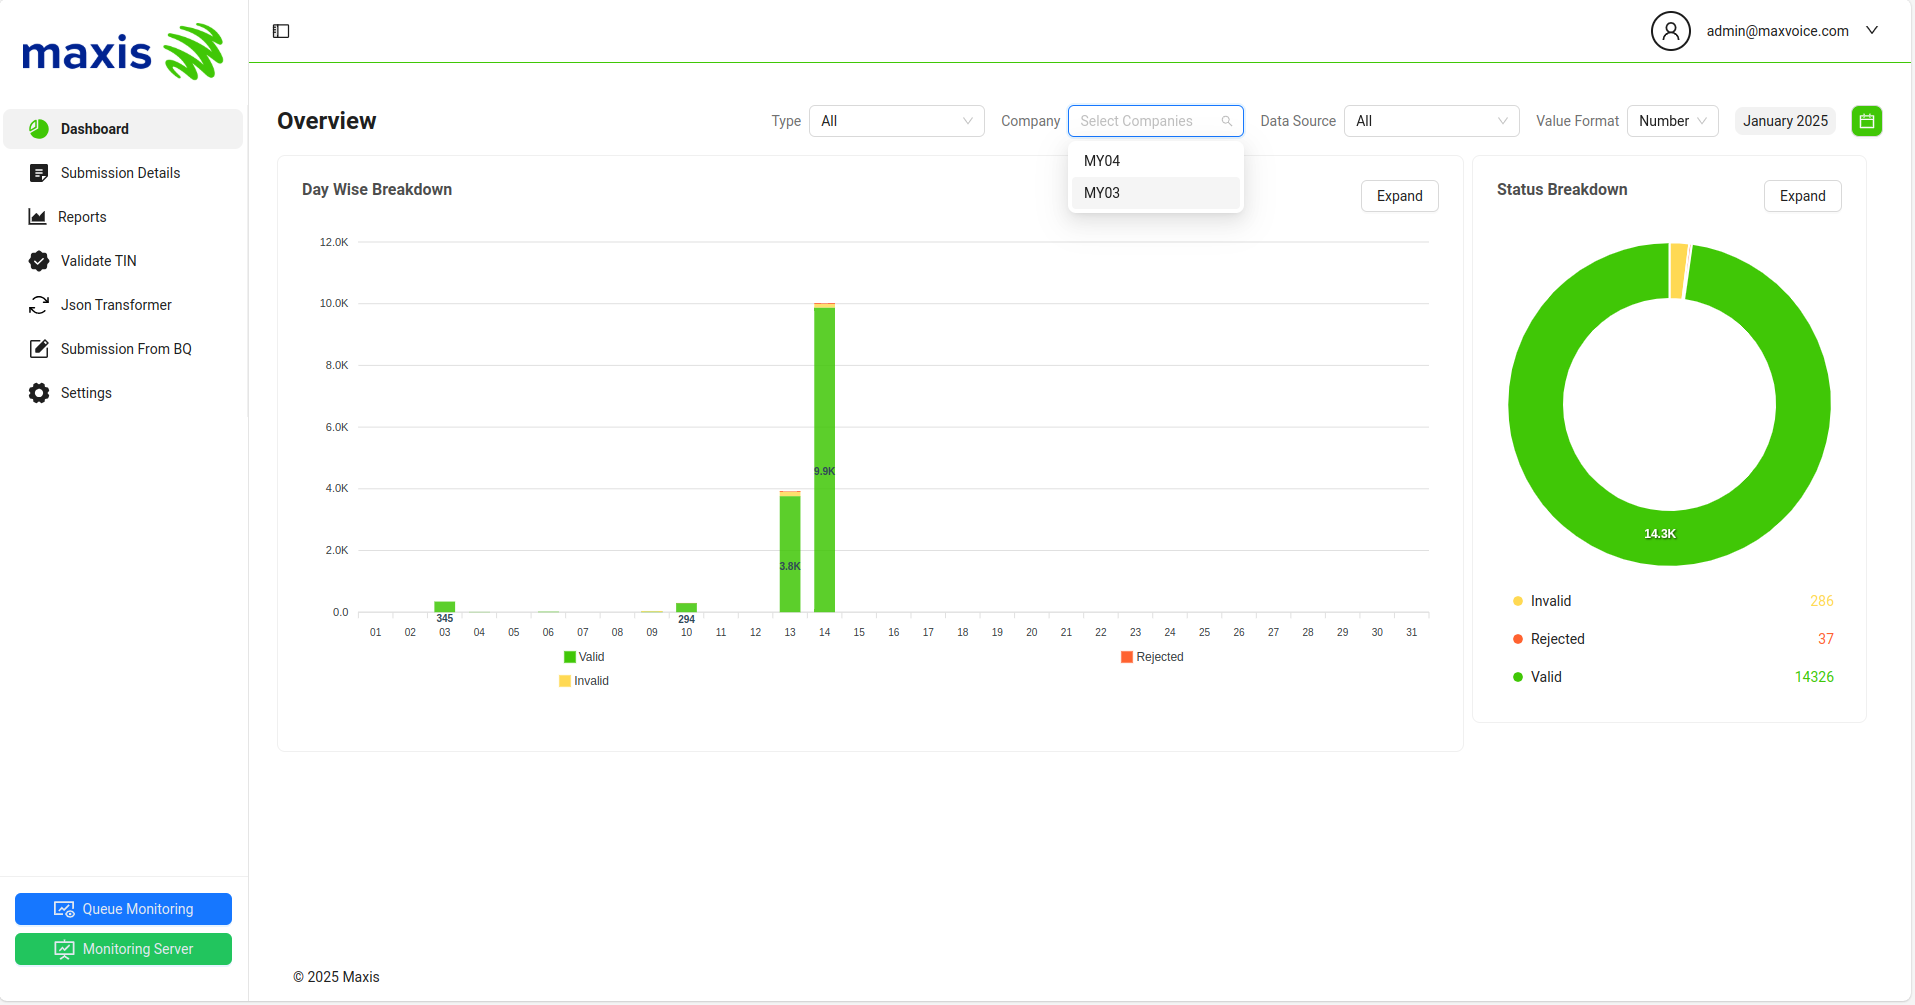 maxis
admin@maxvoice.com
Dashboard
Submission Details
Reports
Validate TIN
Json Transformer
Submission From BQ
Settings
Queue Monitoring
Monitoring Server
Overview
Type All Company Select Companies Data Source All Value Format Number January 2025
MY04
MY03
Day Wise Breakdown
Expand
12.0K
10.0K
8.0K
6.0K
4.0K
2.0K
0.0
345
294
3.8K
9.9K
01 02 03 04 05 06 07 08 09 10 11 12 13 14 15 16 17 18 19 20 21 22 23 24 25 26 27 28 29 30 31
Valid
Rejected
Invalid
Status Breakdown
Expand
14.3K
Invalid 286
Rejected 37
Valid 14326
© 2025 Maxis